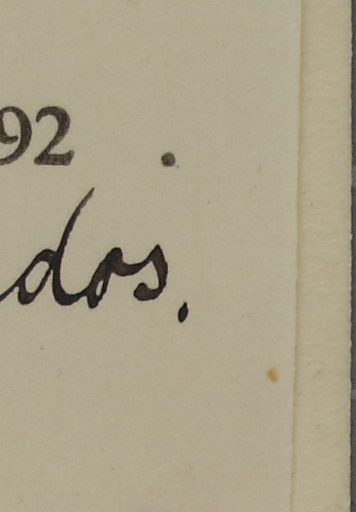 92 .
dos.